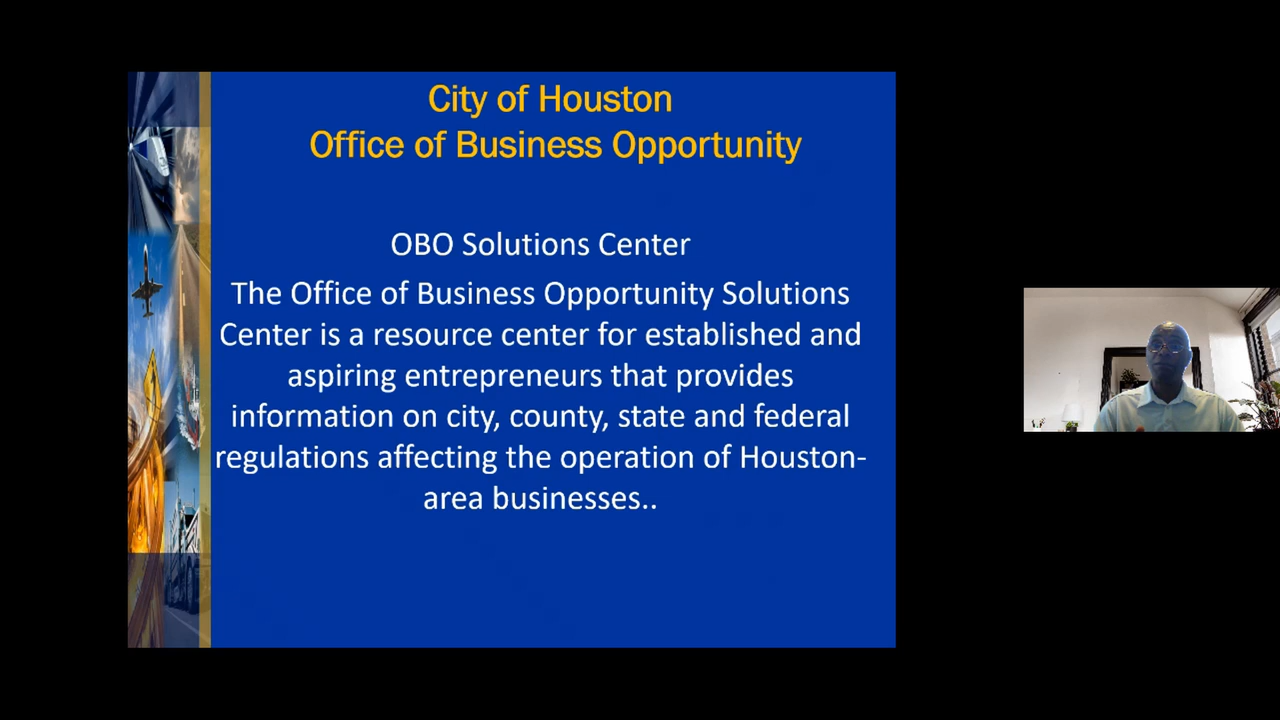 City of Houston
Office of Business Opportunity
OBO Solutions Center
The Office of Business Opportunity Solutions
Center is a resource center for established and
aspiring entrepreneurs that provides
information on city, county, state and federal
regulations affecting the operation of Houston-
area businesses..